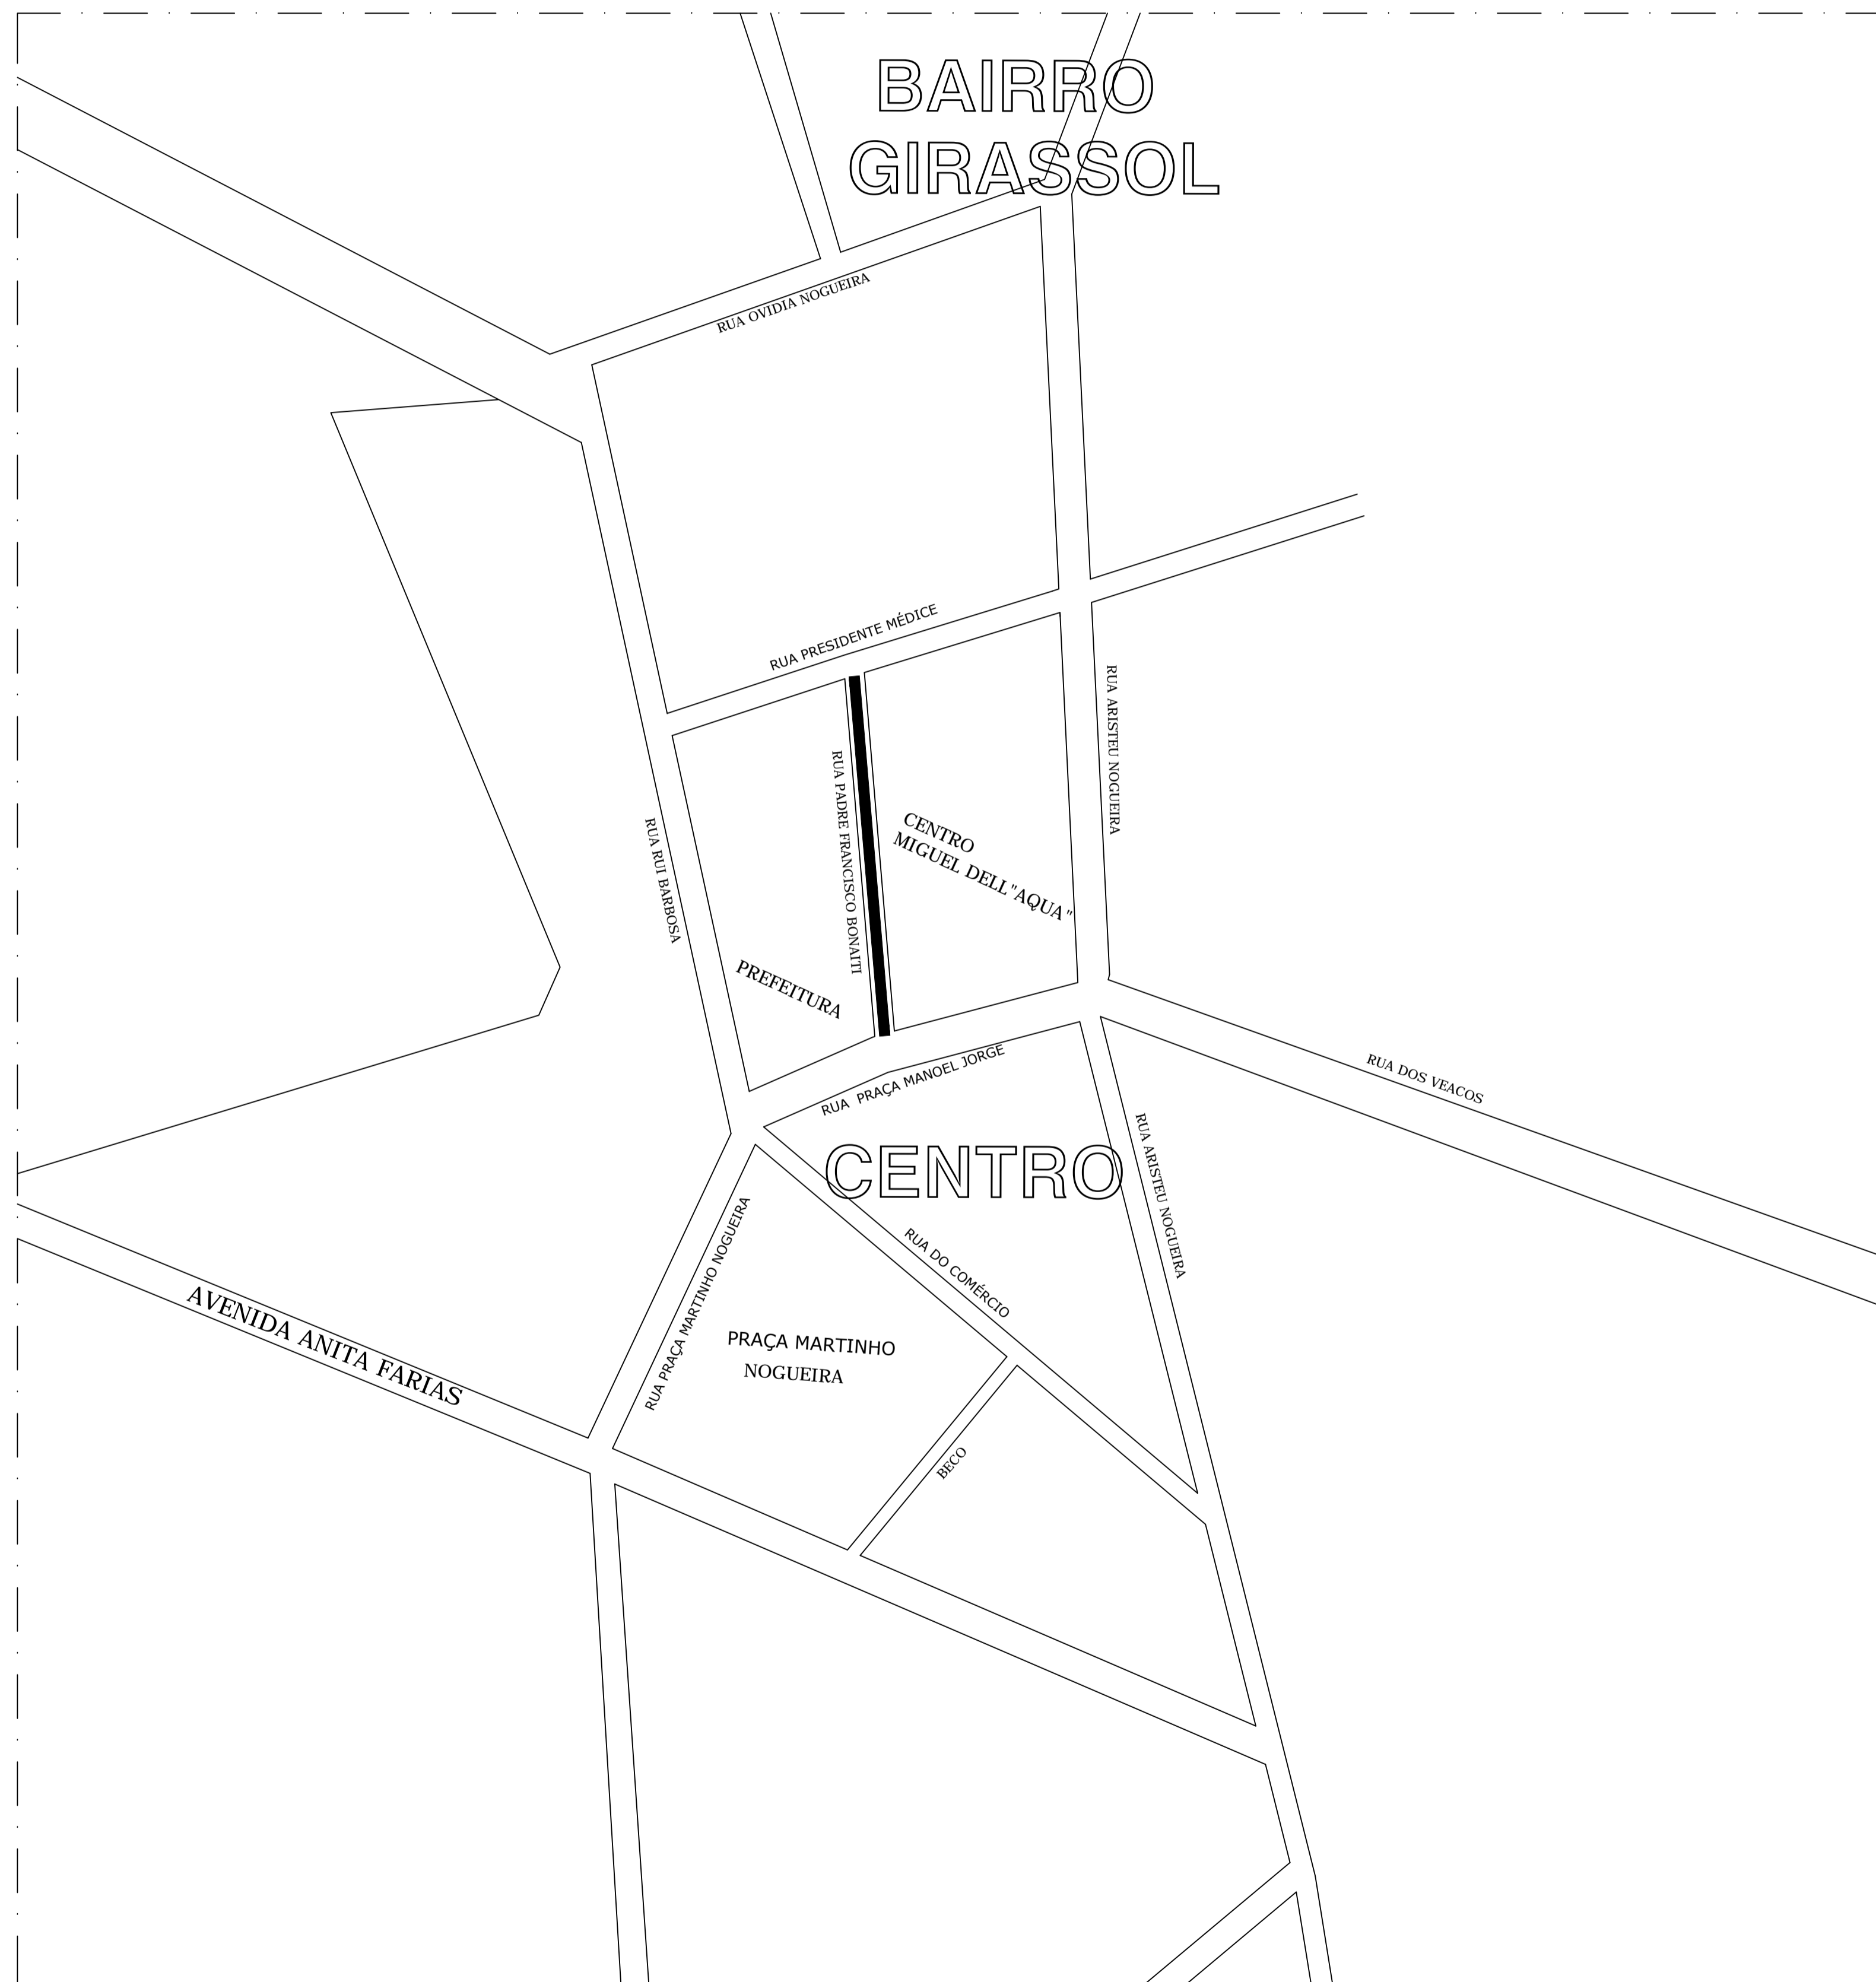 BAIRRO
GIRASSOL
RUA OVIDIA NOGUEIRA
RUA PRESIDENTE MÉDICE
RUA ARISTEU NOGUEIRA
RUA PADRE FRANCISCO BONAITI
RUA RUI BARBOSA
CENTRO
MIGUEL DELL"AQUA"
PREFEITURA
RUA PRAÇA MANOEL JORGE
RUA DOS VEACOS
CENTRO
RUA ARISTEU NOGUEIRA
RUA DO COMÉRCIO
RUA PRAÇA MARTINHO NOGUEIRA
PRAÇA MARTINHO
NOGUEIRA
AVENIDA ANITA FARIAS
BECO